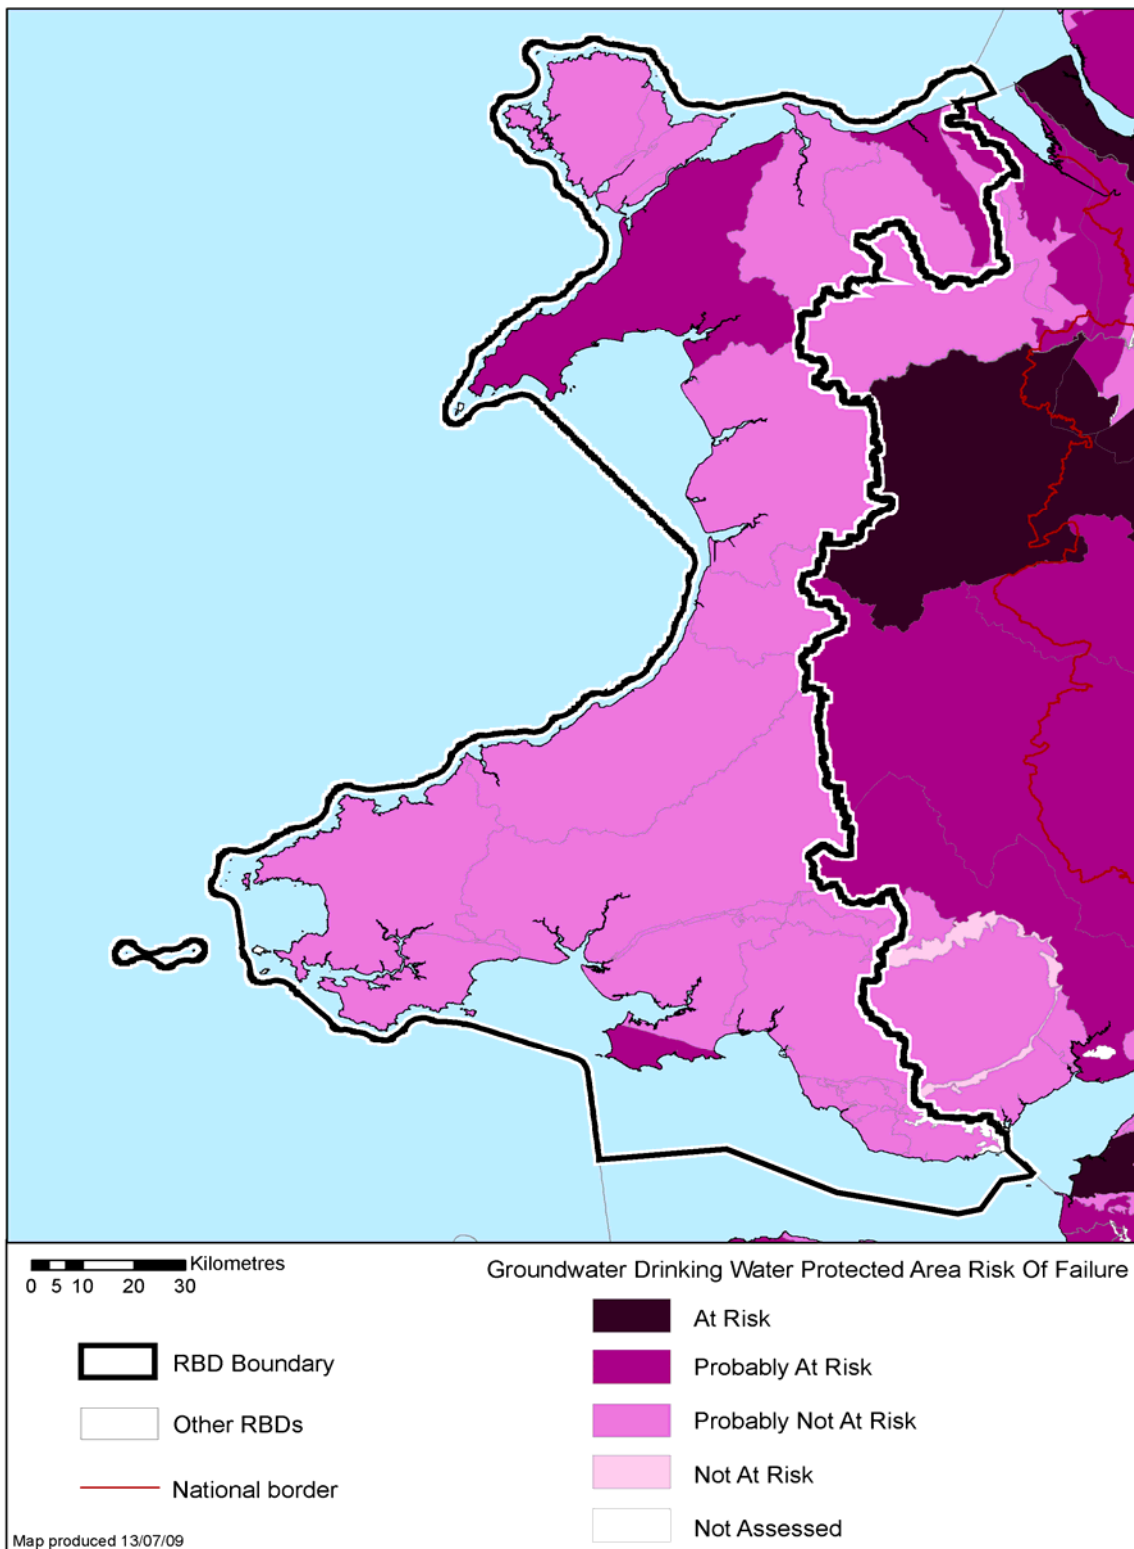 Kilometres
0 5 10 20 30
Groundwater Drinking Water Protected Area Risk Of Failure
At Risk
RBD Boundary
Probably At Risk
Other RBDs
Probably Not At Risk
National border
Not At Risk
Not Assessed
Map produced 13/07/09